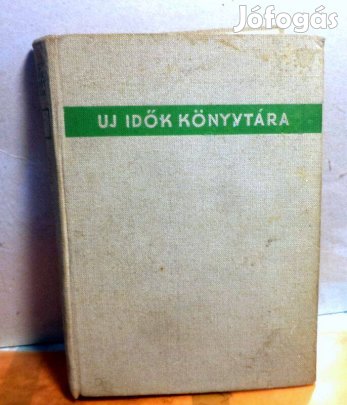 Jófogás
UJ IDŐK KÖNYVTÁRA